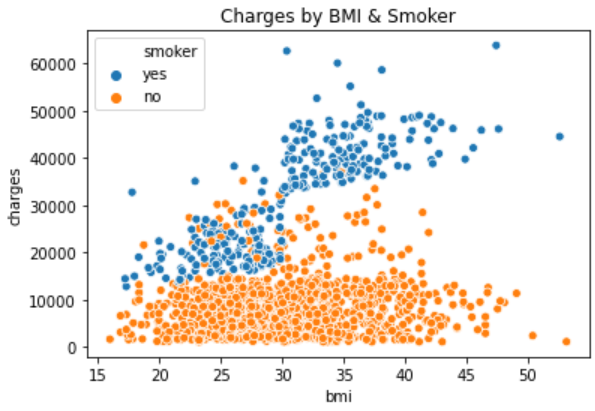 Charges by BMI & Smoker
smoker
yes
no
60000
50000
40000
30000
20000
10000
0
charges
15 20 25 30 35 40 45 50
bmi